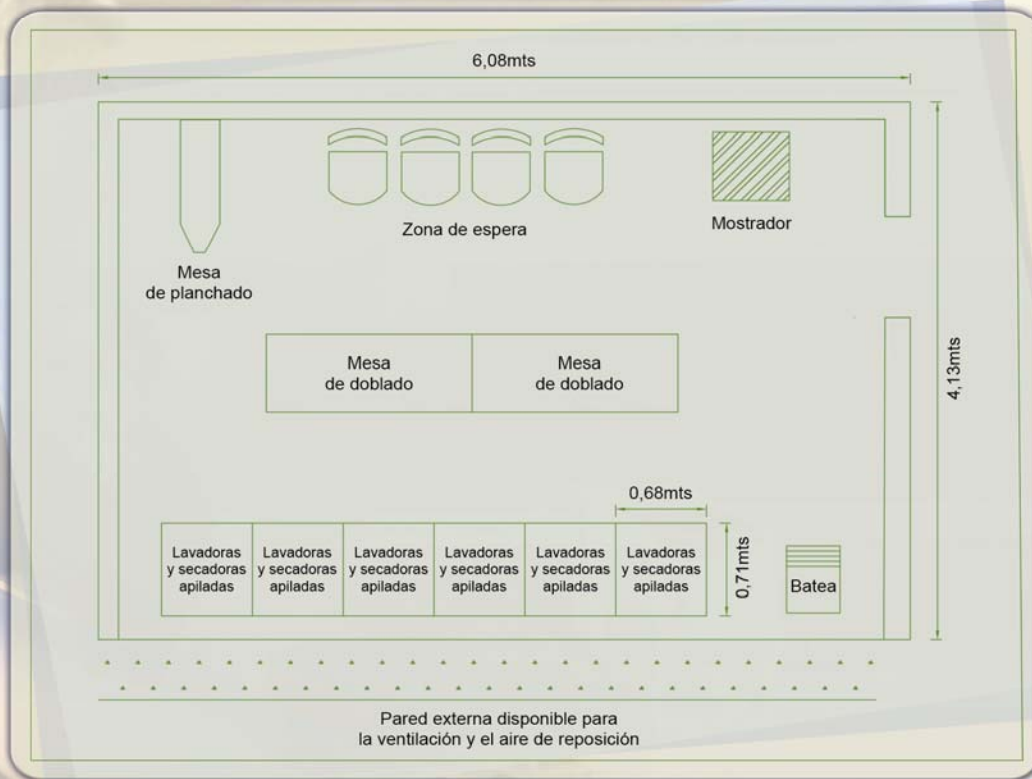 6,08mts
Zona de espera
Mostrador
Mesa
de planchado
Mesa
de doblado
Mesa
de doblado
4,13mts
0,68mts
Lavadoras
y secadoras
apiladas
Lavadoras
y secadoras
apiladas
Lavadoras
y secadoras
apiladas
Lavadoras
y secadoras
apiladas
Lavadoras
y secadoras
apiladas
Lavadoras
y secadoras
apiladas
0,71mts
Batea
Pared externa disponible para
la ventilación y el aire de reposición